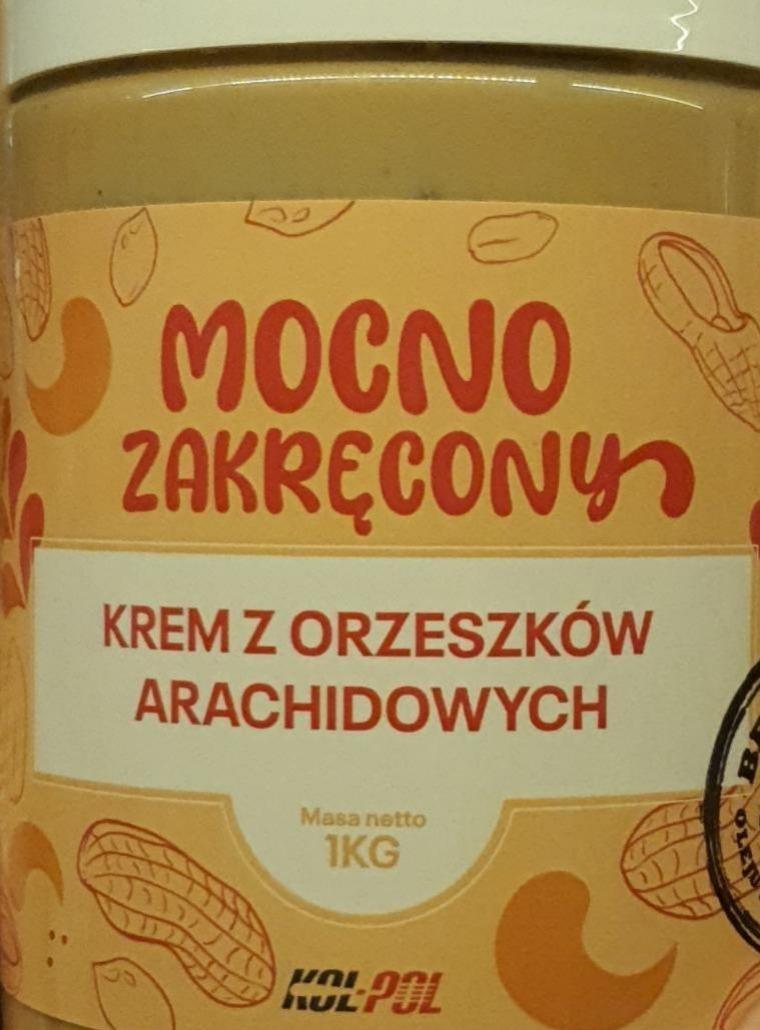 MOCNO
ZAKRĘCONY
KREM Z ORZESZKÓW
ARACHIDOWYCH
Masa netto
1KG
KOL-POL